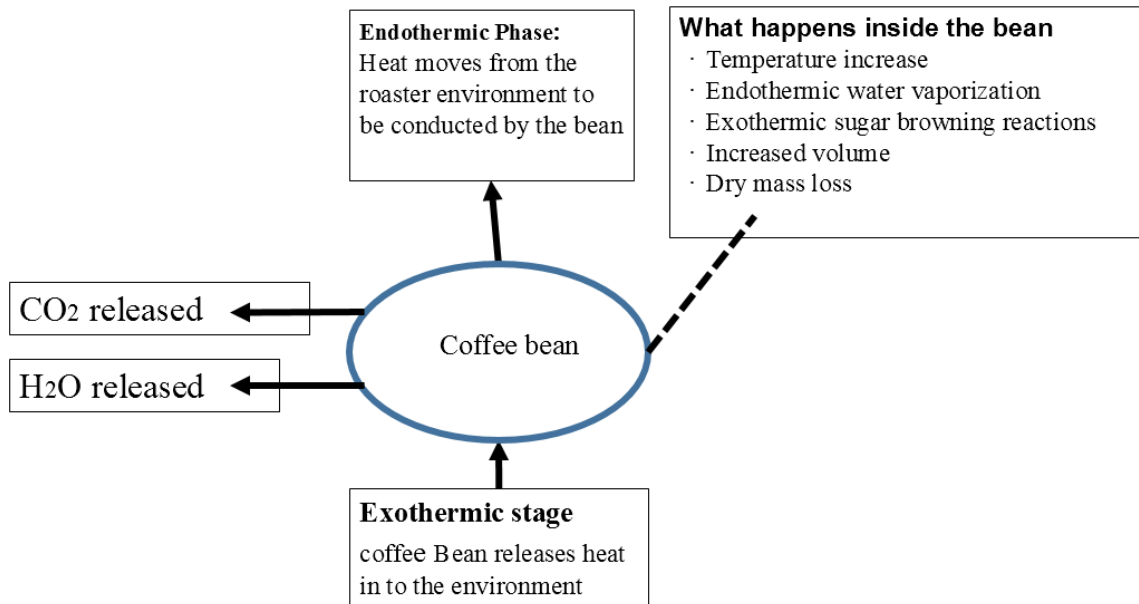 Endothermic Phase:
Heat moves from the
roaster environment to
be conducted by the bean
What happens inside the bean
· Temperature increase
· Endothermic water vaporization
· Exothermic sugar browning reactions
· Increased volume
· Dry mass loss
CO₂ released
H₂O released
Coffee bean
Exothermic stage
coffee Bean releases heat
in to the environment